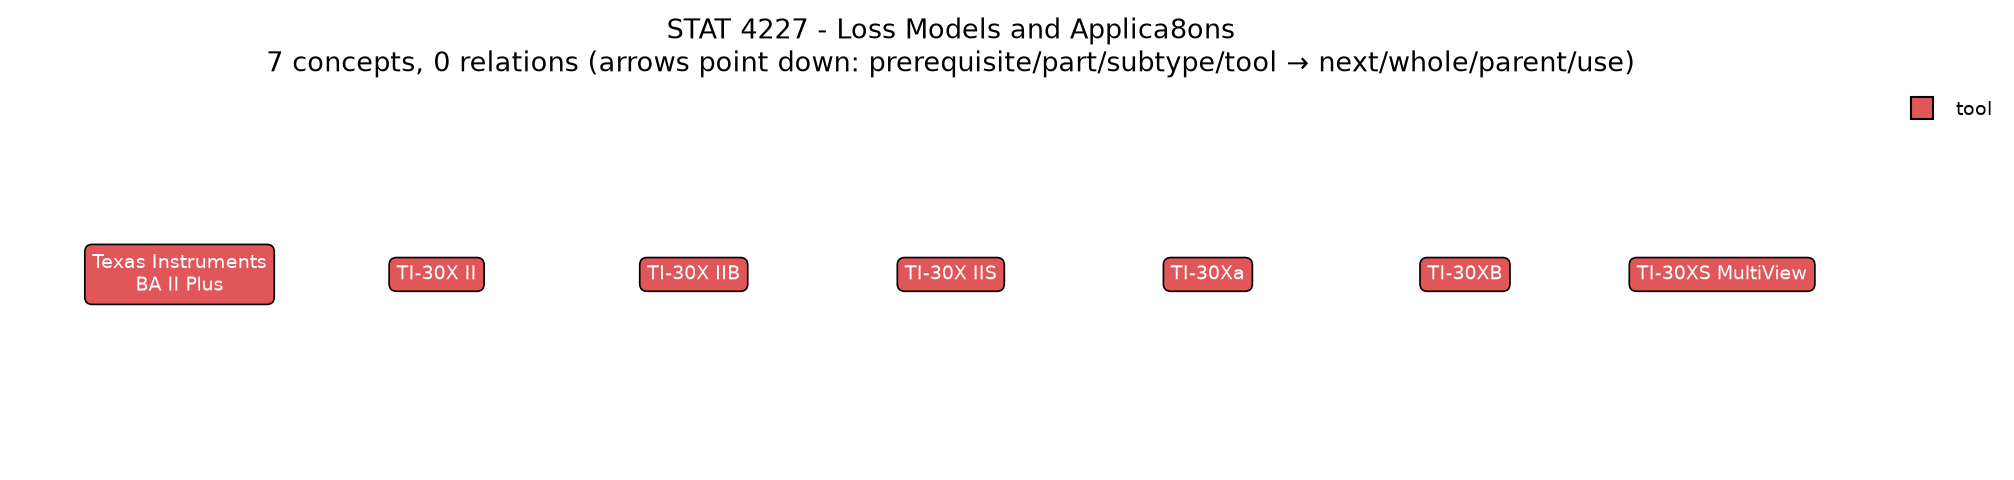 STAT 4227 - Loss Models and Applica8ons
7 concepts, 0 relations (arrows point down: prerequisite/part/subtype/tool → next/whole/parent/use)
tool
Texas Instruments
BA II Plus
TI-30X II
TI-30X IIB
TI-30X IIS
TI-30Xa
TI-30XB
TI-30XS MultiView